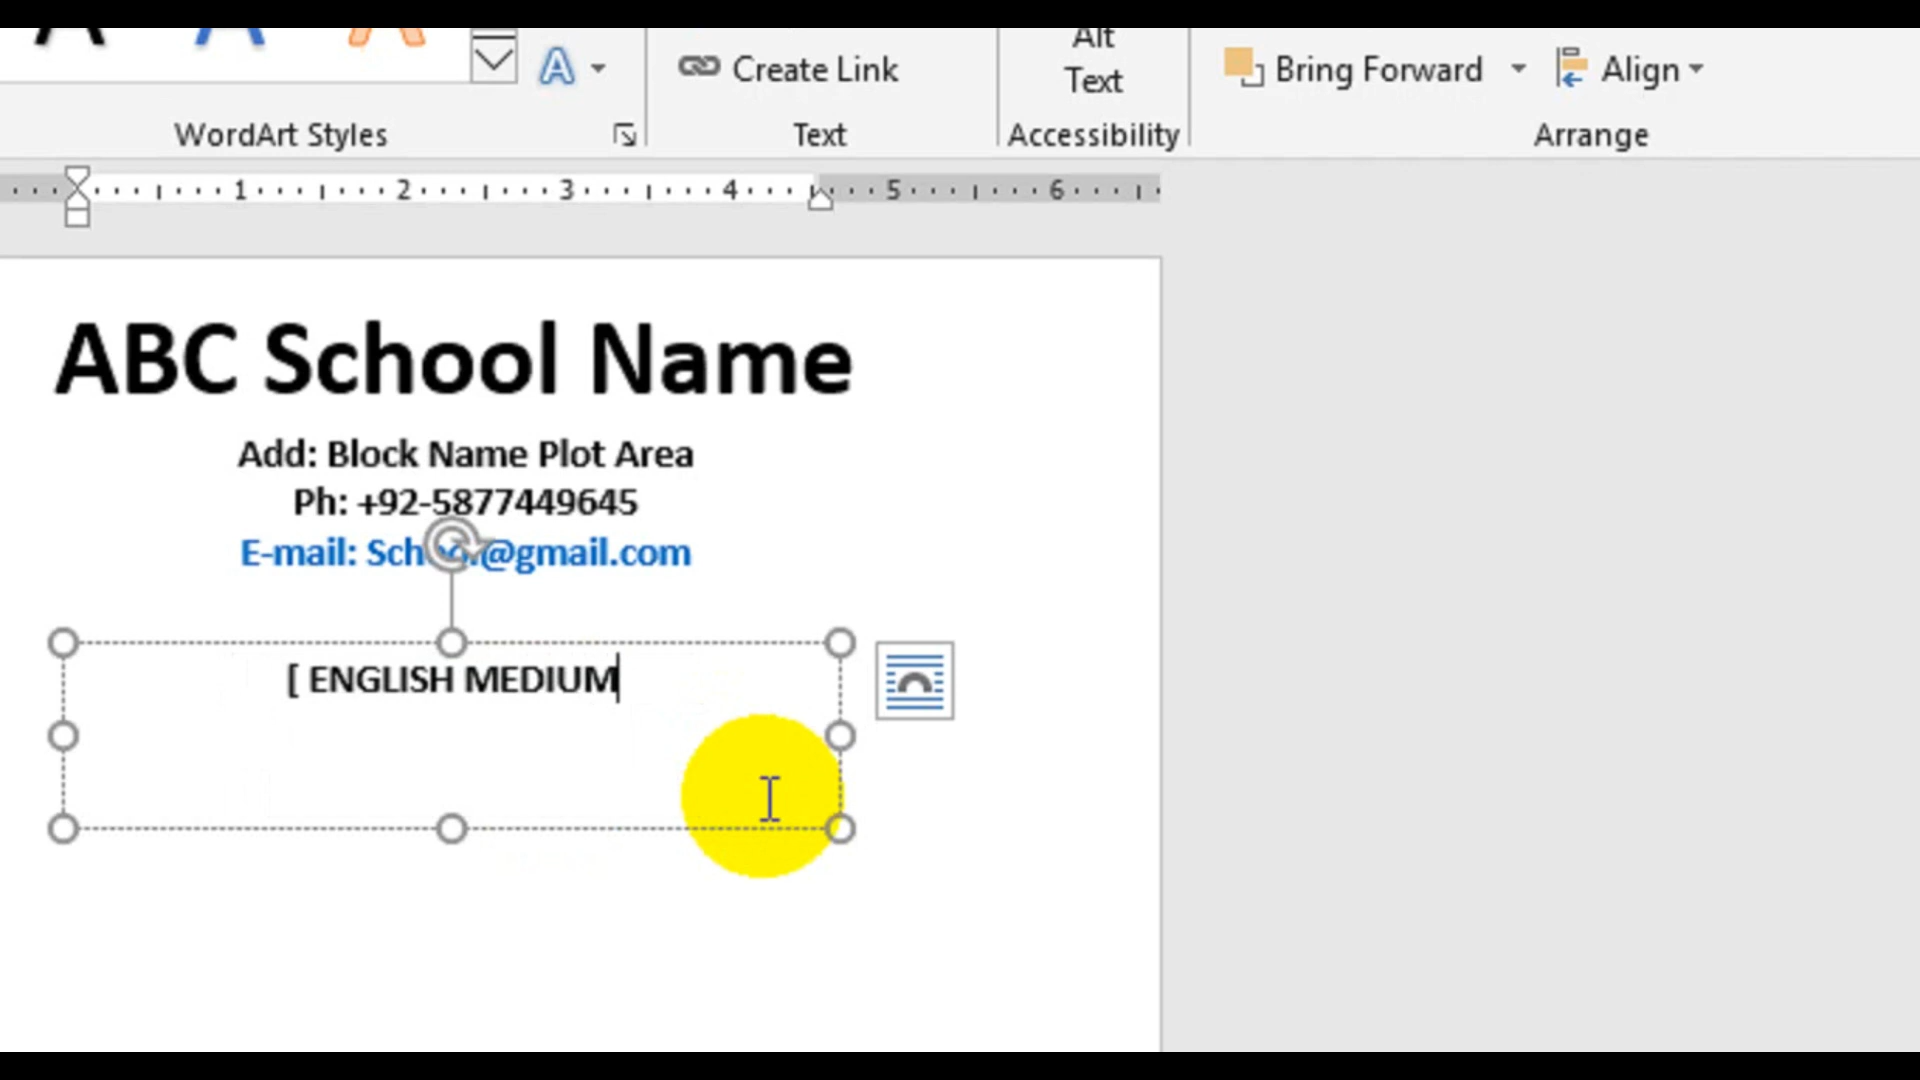 Create Link
Alt
Text
Bring Forward
Align
WordArt Styles
Text
Accessibility
Arrange
1 2 3 4 5 6
ABC School Name
Add: Block Name Plot Area
Ph: +92-5877449645
E-mail: School@gmail.com
[ ENGLISH MEDIUM